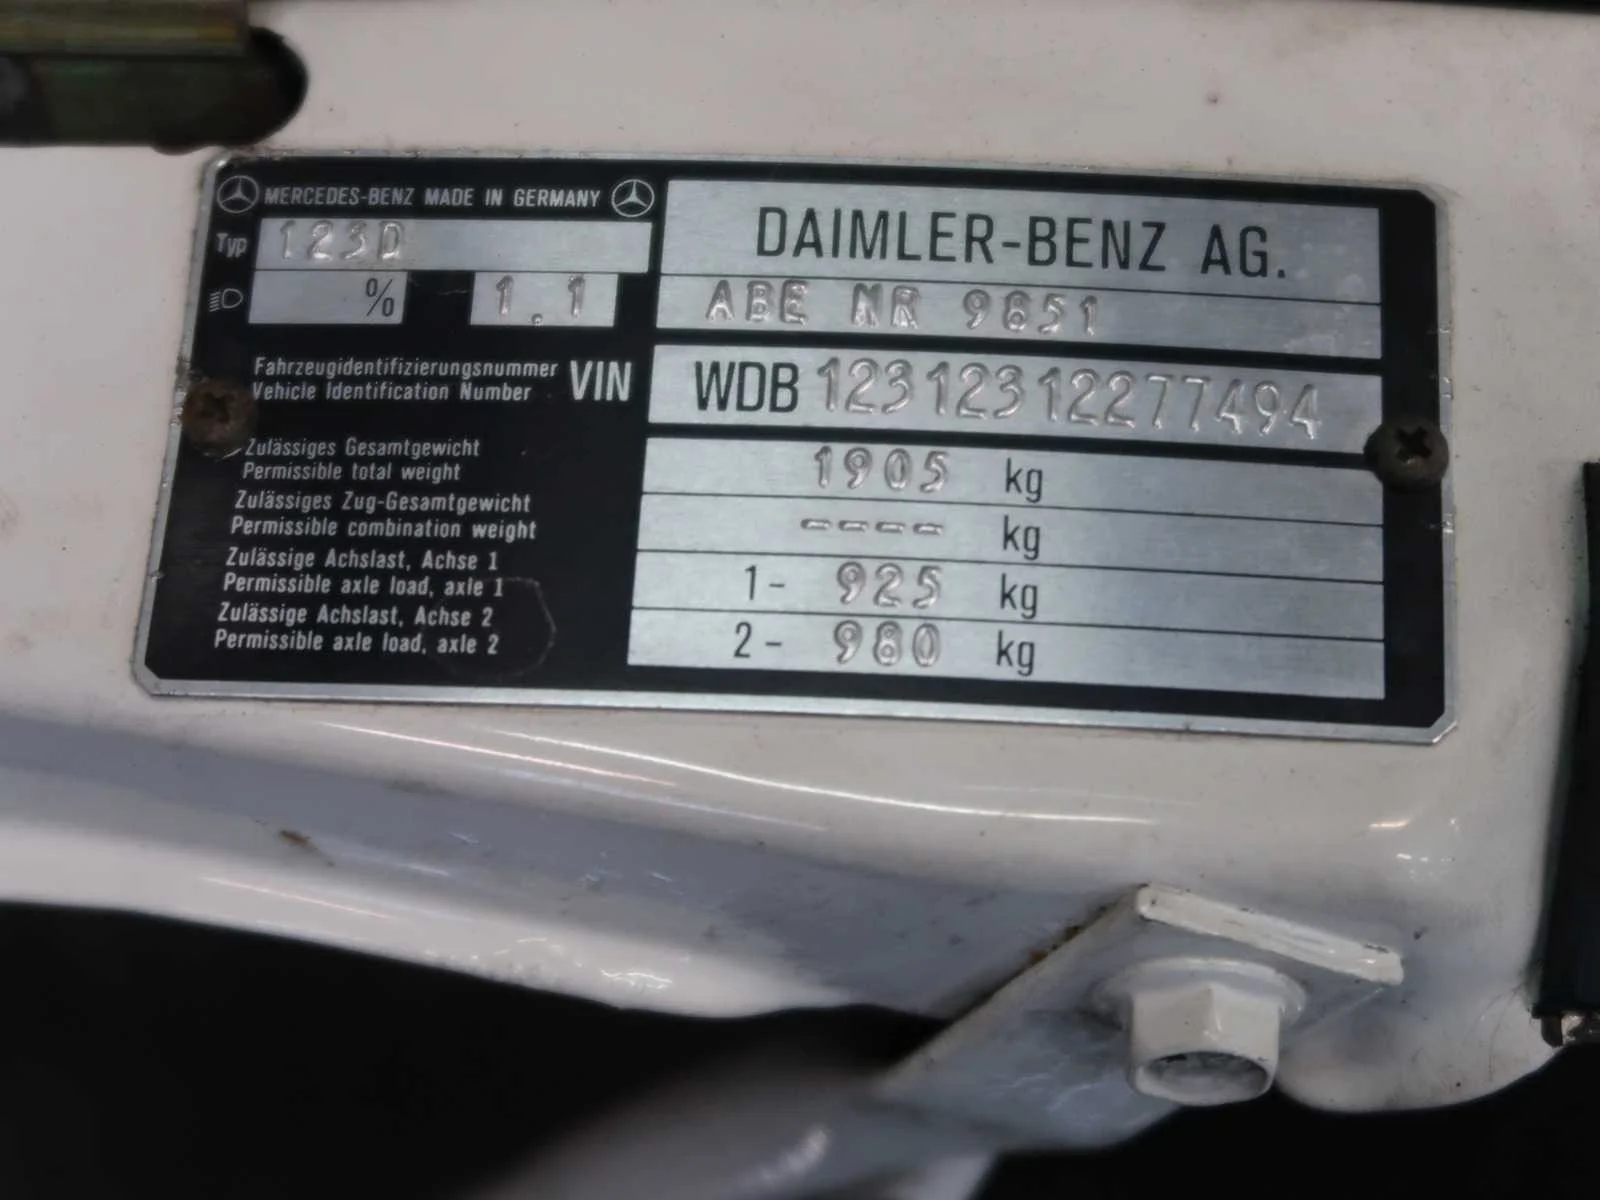 MERCEDES-BENZ MADE IN GERMANY
Typ 123D
% 1.1
DAIMLER-BENZ AG.
ABE NR 9851
Fahrzeugidentifizierungsnummer
Vehicle Identification Number
VIN WDB12312312277494
Zulässiges Gesamtgewicht
Permissible total weight
1905 kg
Zulässiges Zug-Gesamtgewicht
Permissible combination weight
---- kg
Zulässige Achslast, Achse 1
Permissible axle load, axle 1
1- 925 kg
Zulässige Achslast, Achse 2
Permissible axle load, axle 2
2- 980 kg